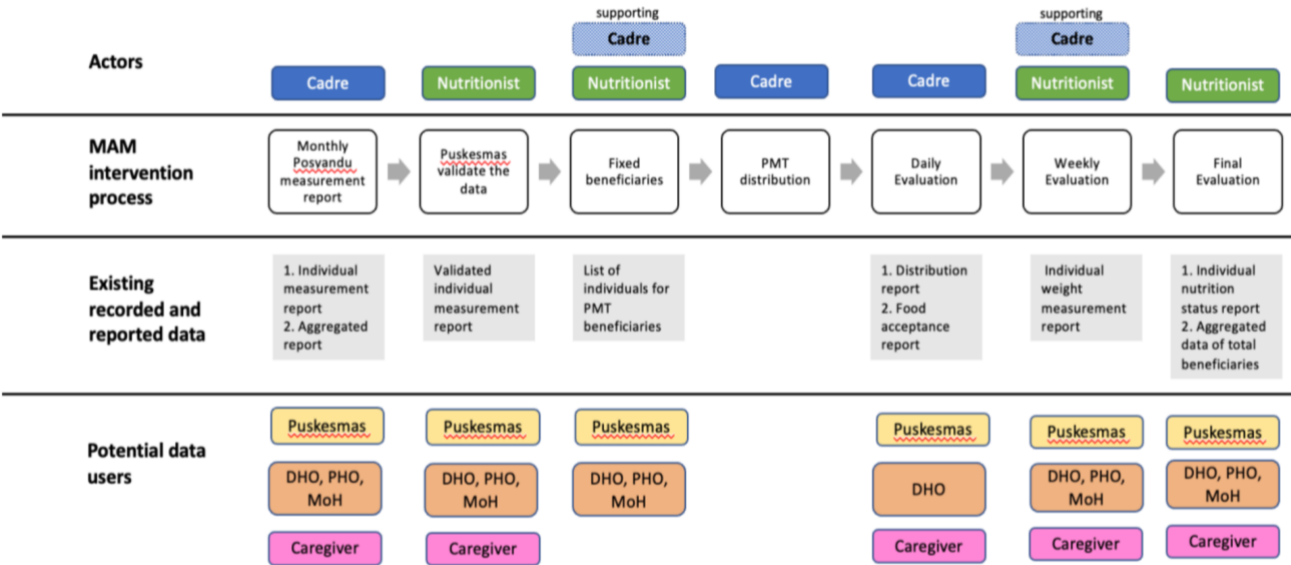 supporting
supporting
Cadre
Cadre
Actors
Cadre
Nutritionist
Nutritionist
Cadre
Cadre
Nutritionist
Nutritionist
MAM
intervention
process
Monthly
Posyandu
measurement
report
Puskesmas
validate the
data
Fixed
beneficiaries
PMT
distribution
Daily
Evaluation
Weekly
Evaluation
Final
Evaluation
Existing
recorded and
reported data
1. Individual
measurement
report
2. Aggregated
report
Validated
individual
measurement
report
List of
individuals for
PMT
beneficiaries
1. Distribution
report
2. Food
acceptance
report
Individual
weight
measurement
report
1. Individual
nutrition
status report
2. Aggregated
data of total
beneficiaries
Potential data
users
Puskesmas
Puskesmas
Puskesmas
Puskesmas
Puskesmas
Puskesmas
DHO, PHO,
MoH
DHO, PHO,
MoH
DHO, PHO,
MoH
DHO
DHO, PHO,
MoH
DHO, PHO,
MoH
Caregiver
Caregiver
Caregiver
Caregiver
Caregiver